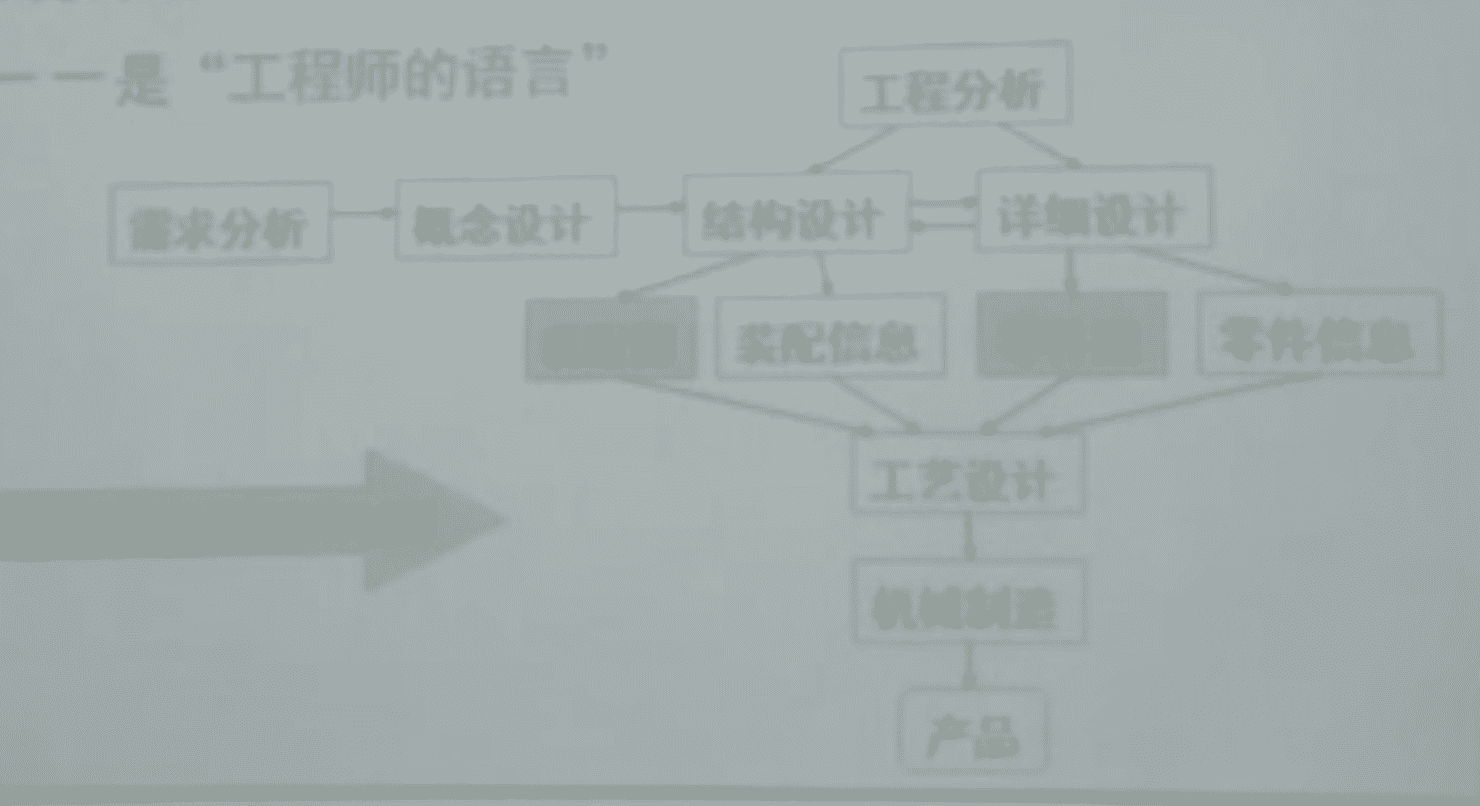 ——是“工程师的语言”
工程分析
需求分析
概念设计
结构设计
详细设计
装配信息
零件信息
工艺设计
机械制造
产品